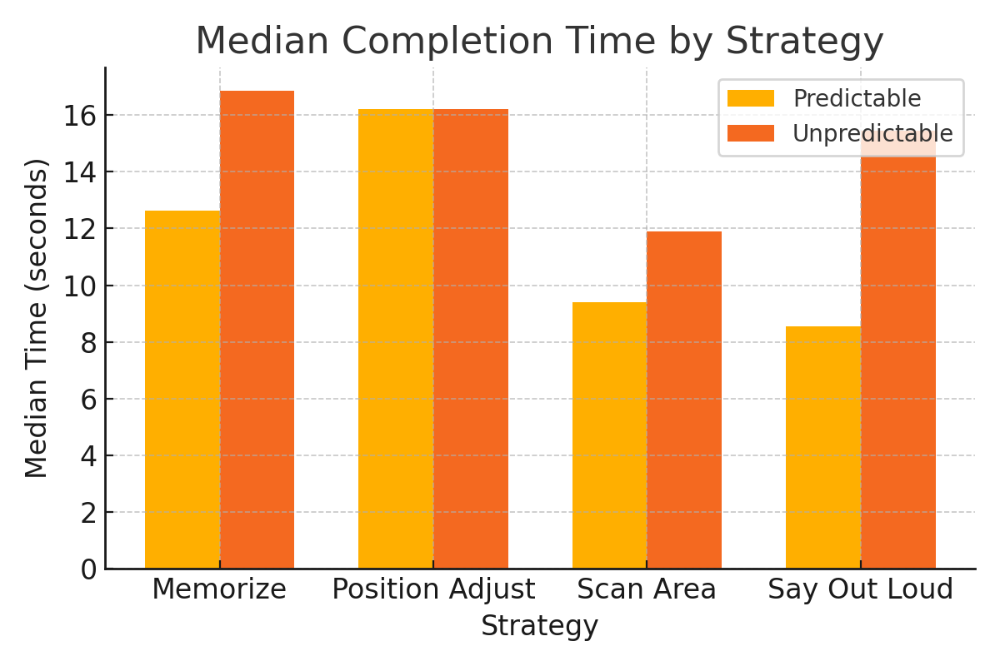 Median Completion Time by Strategy
Predictable
Unpredictable
Median Time (seconds)
16
14
12
10
8
6
4
2
0
Memorize Position Adjust Scan Area Say Out Loud
Strategy